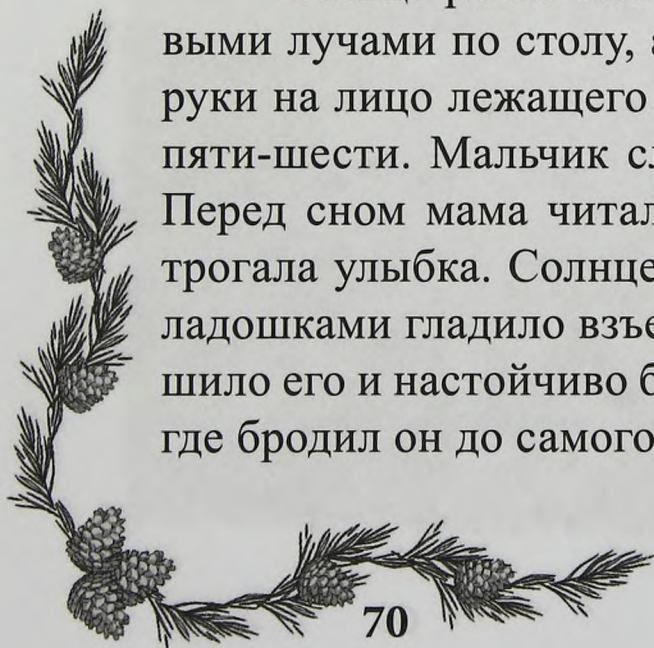 выми лучами по столу,
руки на лицо лежащего
пяти-шести. Мальчик
Перед сном мама
трогала улыбка. Солнце
ладошками гладило
шило его и настойчиво
где бродил он до самого
70